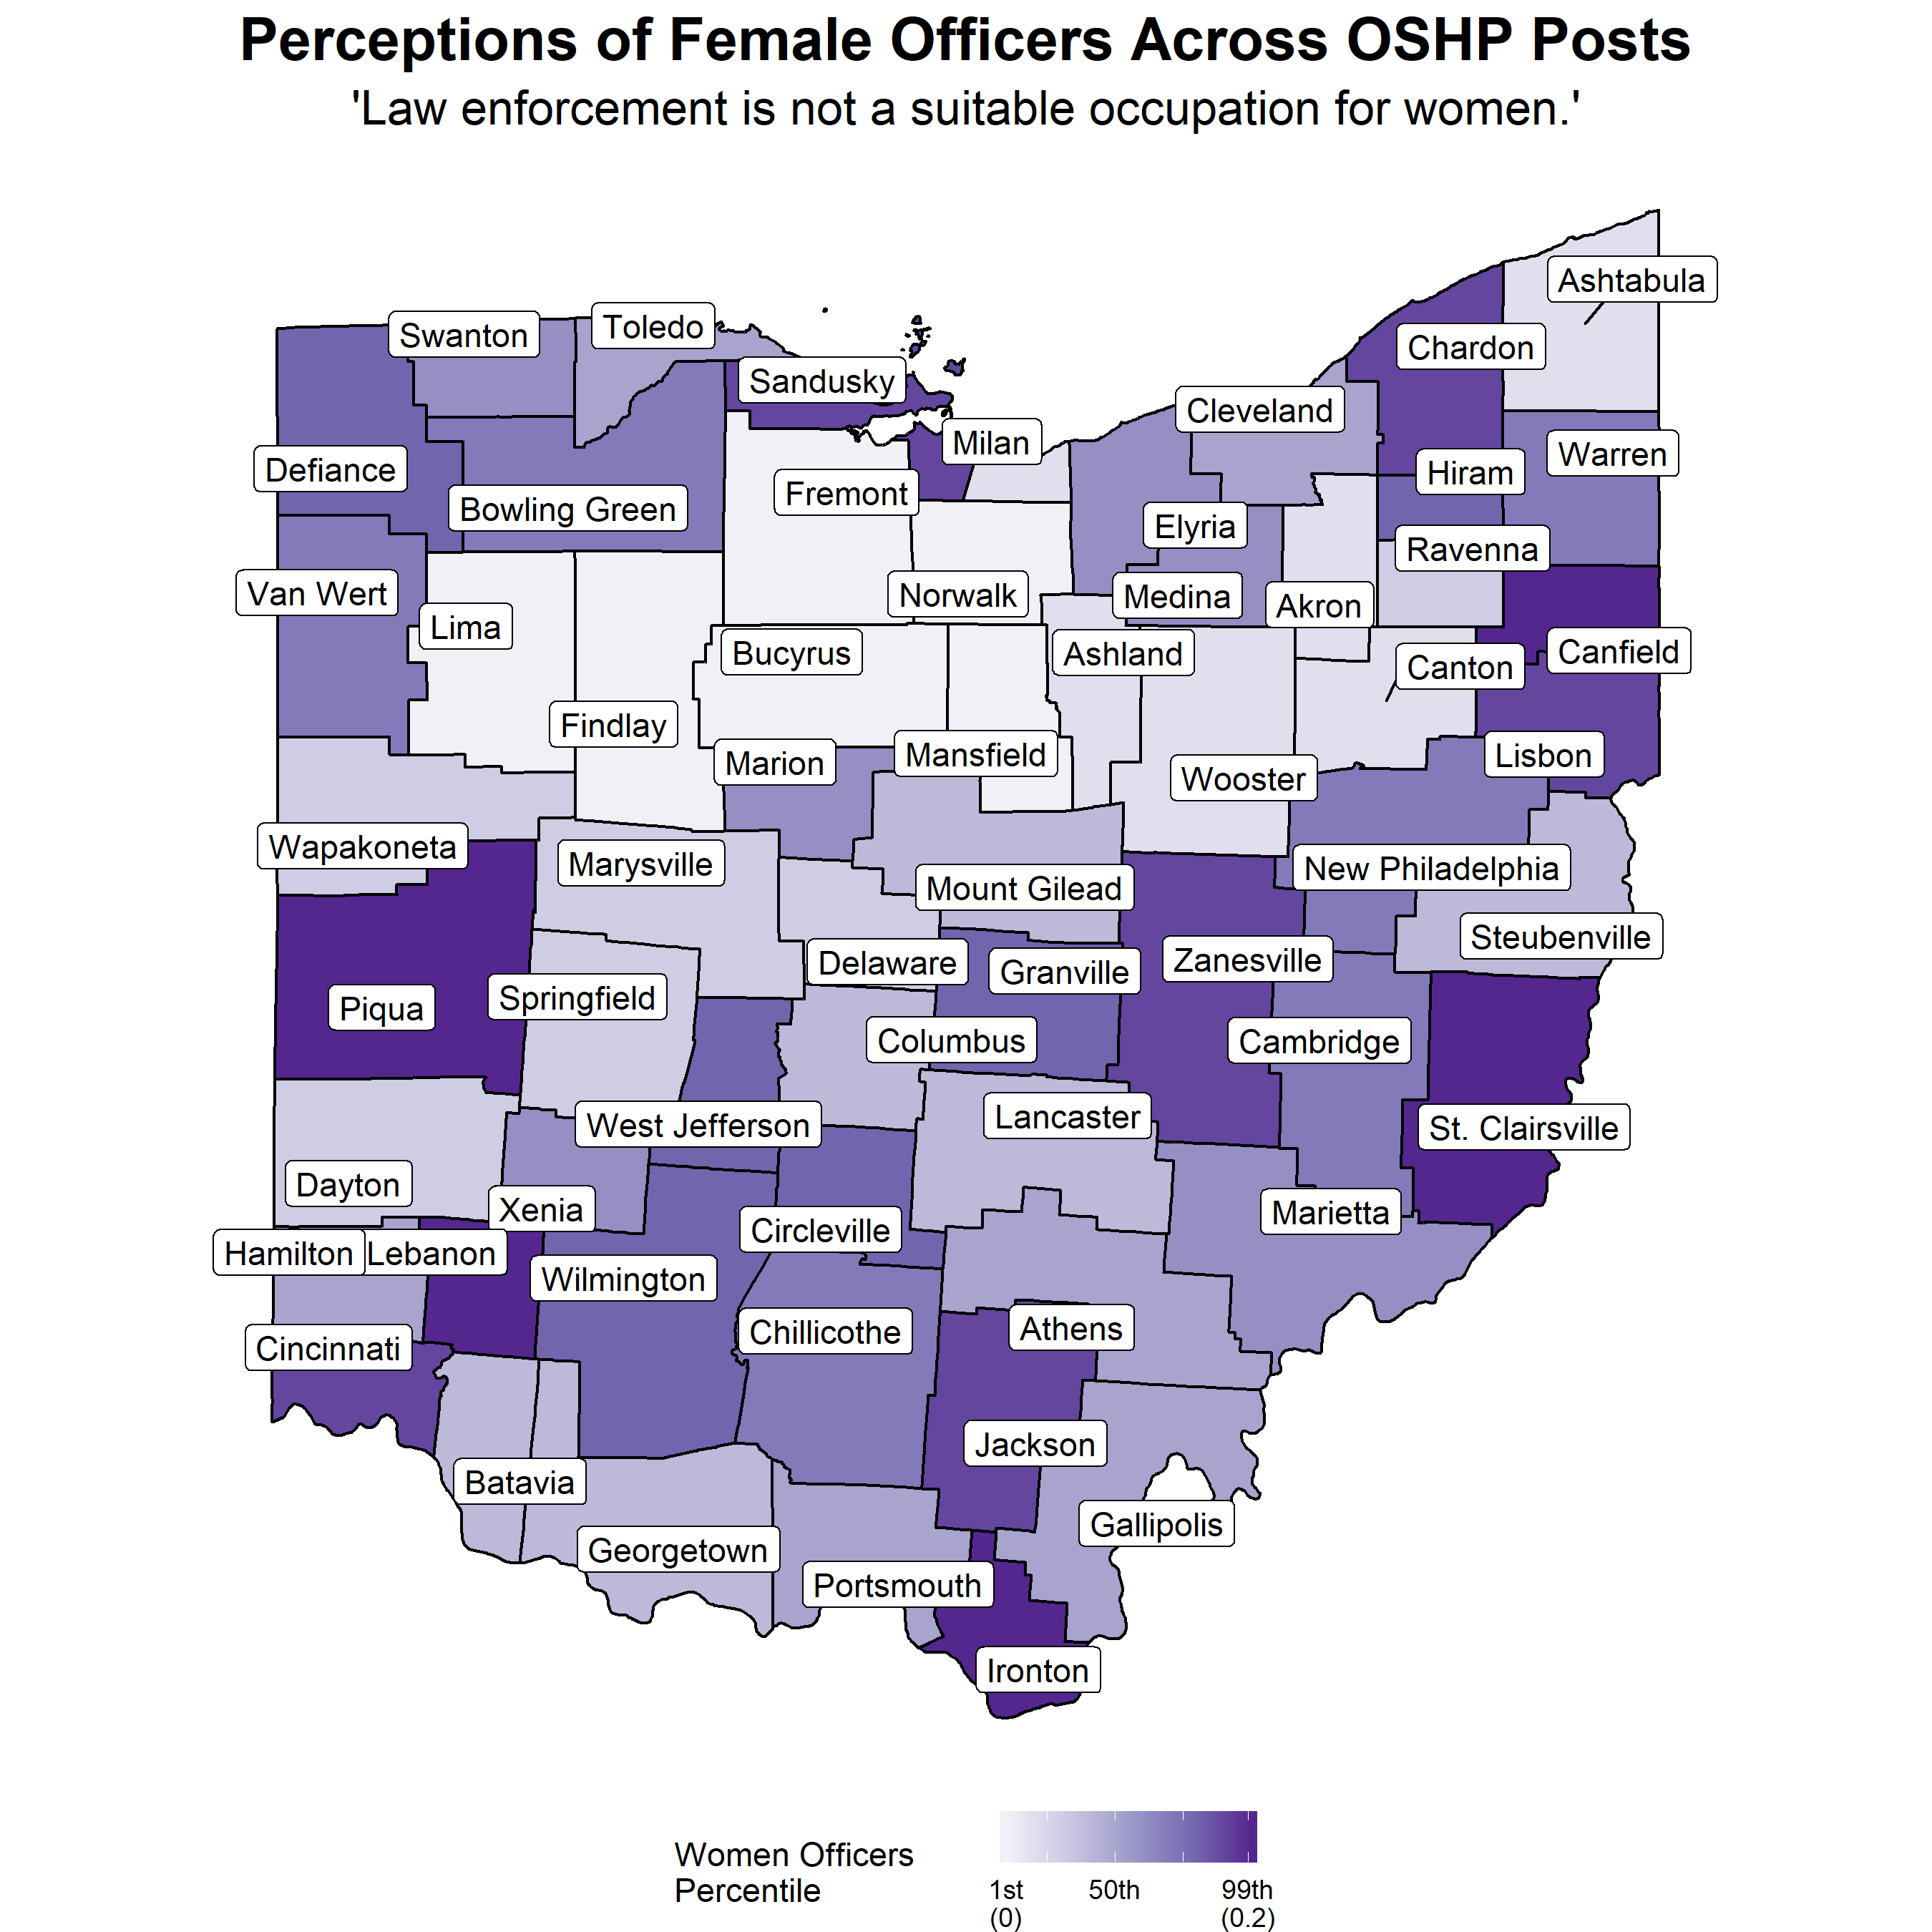 Perceptions of Female Officers Across OSHP Posts
'Law enforcement is not a suitable occupation for women.'
Ashtabula
Swanton
Toledo
Chardon
Sandusky
Cleveland
Milan
Warren
Defiance
Hiram
Fremont
Bowling Green
Elyria
Ravenna
Van Wert
Norwalk
Medina
Akron
Lima
Bucyrus
Ashland
Canfield
Canton
Findlay
Mansfield
Lisbon
Marion
Wooster
Wapakoneta
Marysville
New Philadelphia
Mount Gilead
Steubenville
Zanesville
Delaware
Granville
Springfield
Piqua
Columbus
Cambridge
Lancaster
West Jefferson
St. Clairsville
Dayton
Xenia
Marietta
Circleville
Hamilton
Lebanon
Wilmington
Athens
Chillicothe
Cincinnati
Jackson
Batavia
Gallipolis
Georgetown
Portsmouth
Ironton
Women Officers
Percentile
1st 50th 99th
(0) (0.2)